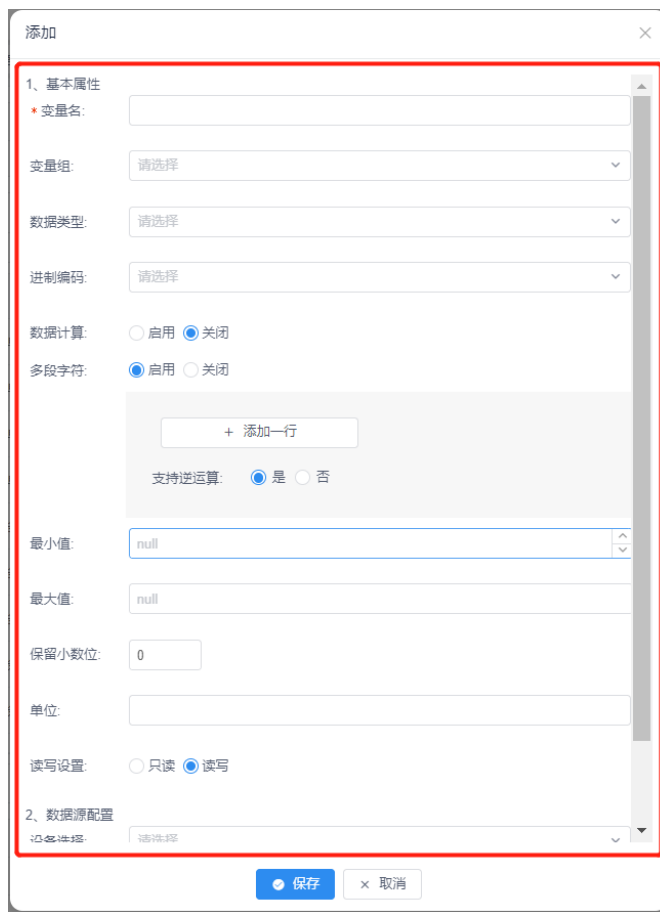 添加
1、基本属性
* 变量名:
变量组: 请选择
数据类型: 请选择
进制编码: 请选择
数据计算: 启用 关闭
多段字符: 启用 关闭
+ 添加一行
支持逆运算: 是 否
最小值: null
最大值: null
保留小数位: 0
单位:
读写设置: 只读 读写
2、数据源配置
设备选择: 请选择
保存 × 取消